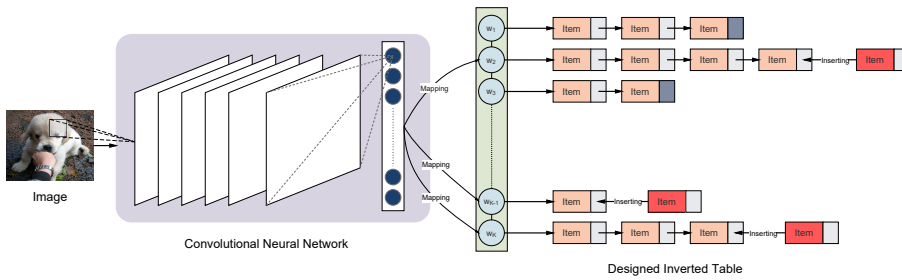 w1 Item Item Item
w2 Item Item Item Item Inserting Item
w3 Item Item
Mapping
Mapping
Mapping
wK-1 Item Inserting Item
wK Item Item Item Inserting Item
Image
Convolutional Neural Network
Designed Inverted Table